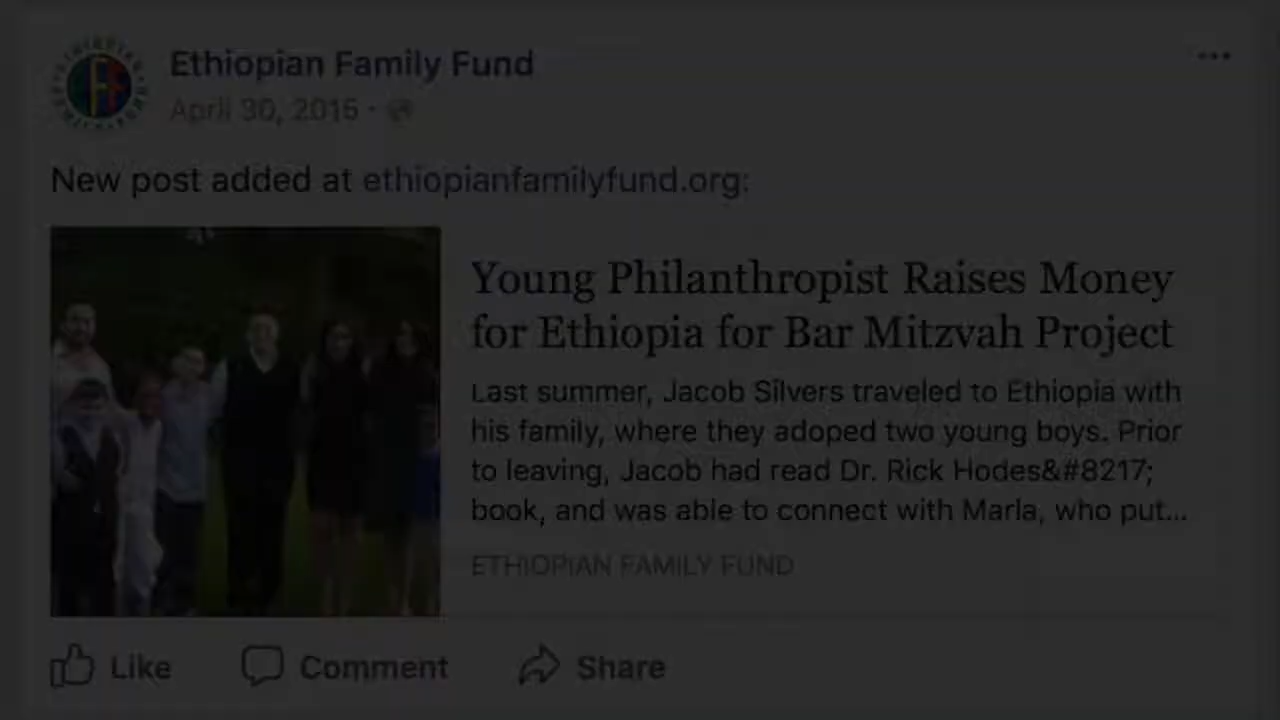 Ethiopian Family Fund
April 30, 2015 ·
New post added at ethiopianfamilyfund.org:
Young Philanthropist Raises Money
for Ethiopia for Bar Mitzvah Project
Last summer, Jacob Silvers traveled to Ethiopia with
his family, where they adoped two young boys. Prior
to leaving, Jacob had read Dr. Rick Hodes&#8217;
book, and was able to connect with Marla, who put...
ETHIOPIAN FAMILY FUND
Like Comment Share